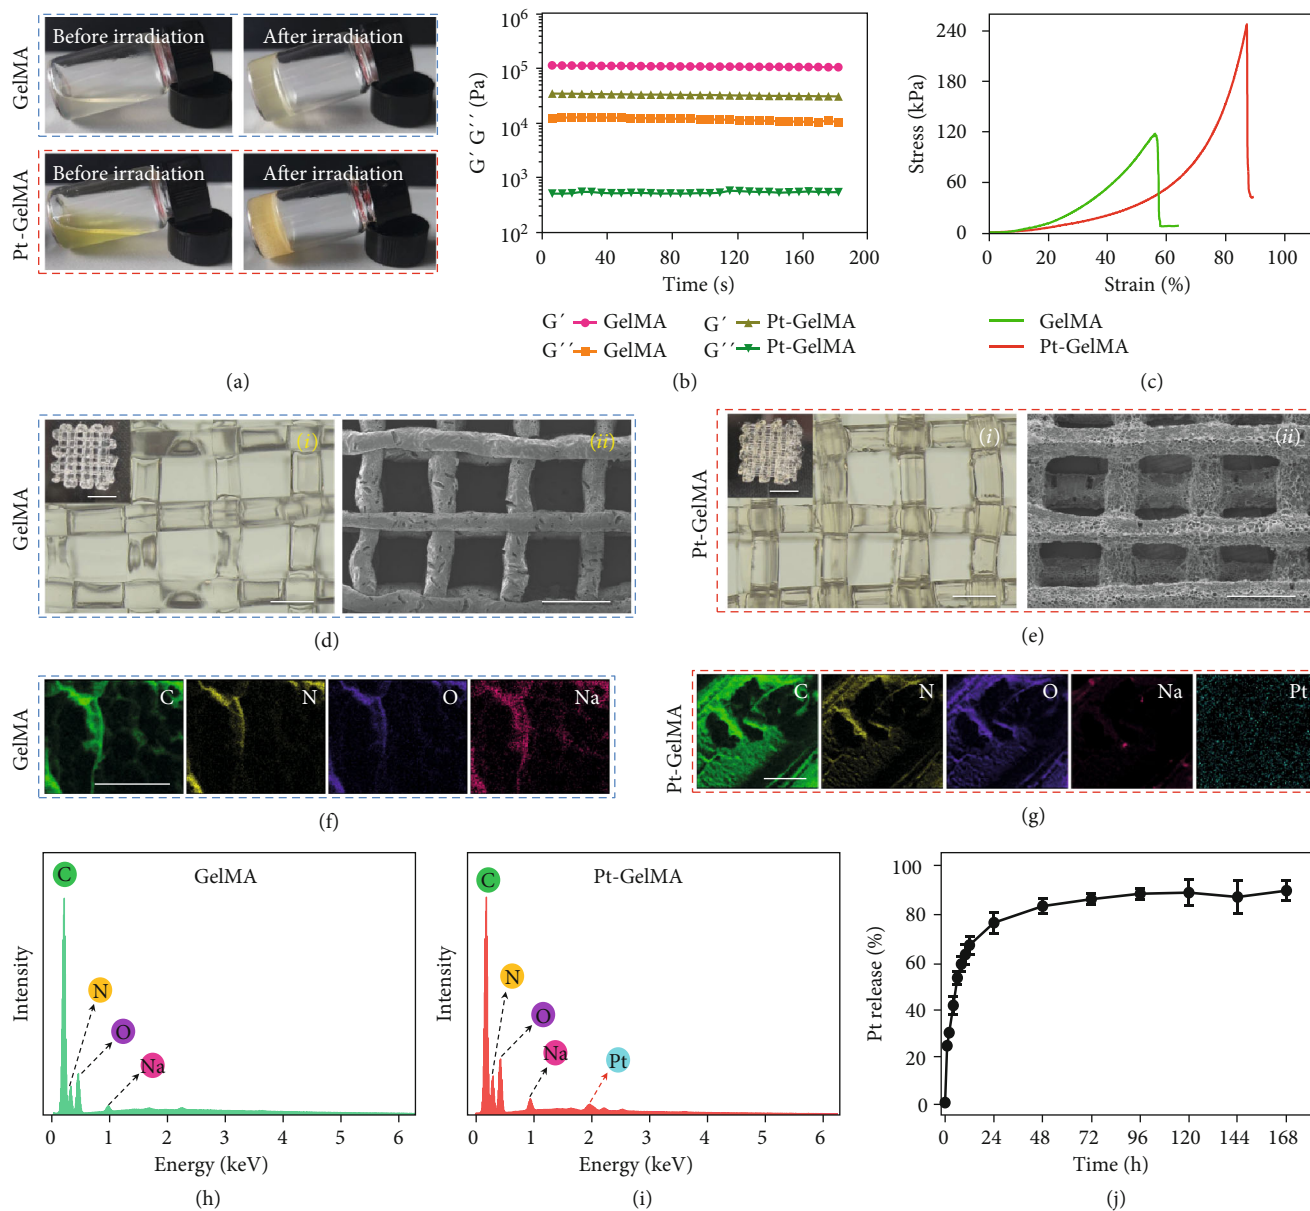 GelMA
Before irradiation
After irradiation
Pt-GelMA
Before irradiation
After irradiation
(a)
G′ G′′ (Pa)
10^6
10^5
10^4
10^3
10^2
0 40 80 120 160 200
Time (s)
G′ GelMA G′ Pt-GelMA
G′′ GelMA G′′ Pt-GelMA
(b)
Stress (kPa)
240
180
120
60
0
0 20 40 60 80 100
Strain (%)
GelMA
Pt-GelMA
(c)
GelMA
(i)
(ii)
(d)
Pt-GelMA
(i)
(ii)
(e)
GelMA
C N O Na
(f)
Pt-GelMA
C N O Na Pt
(g)
GelMA
Intensity
C
N
O
Na
0 1 2 3 4 5 6
Energy (keV)
(h)
Pt-GelMA
Intensity
C
N
O
Na Pt
0 1 2 3 4 5 6
Energy (keV)
(i)
Pt release (%)
100
80
60
40
20
0
0 24 48 72 96 120 144 168
Time (h)
(j)